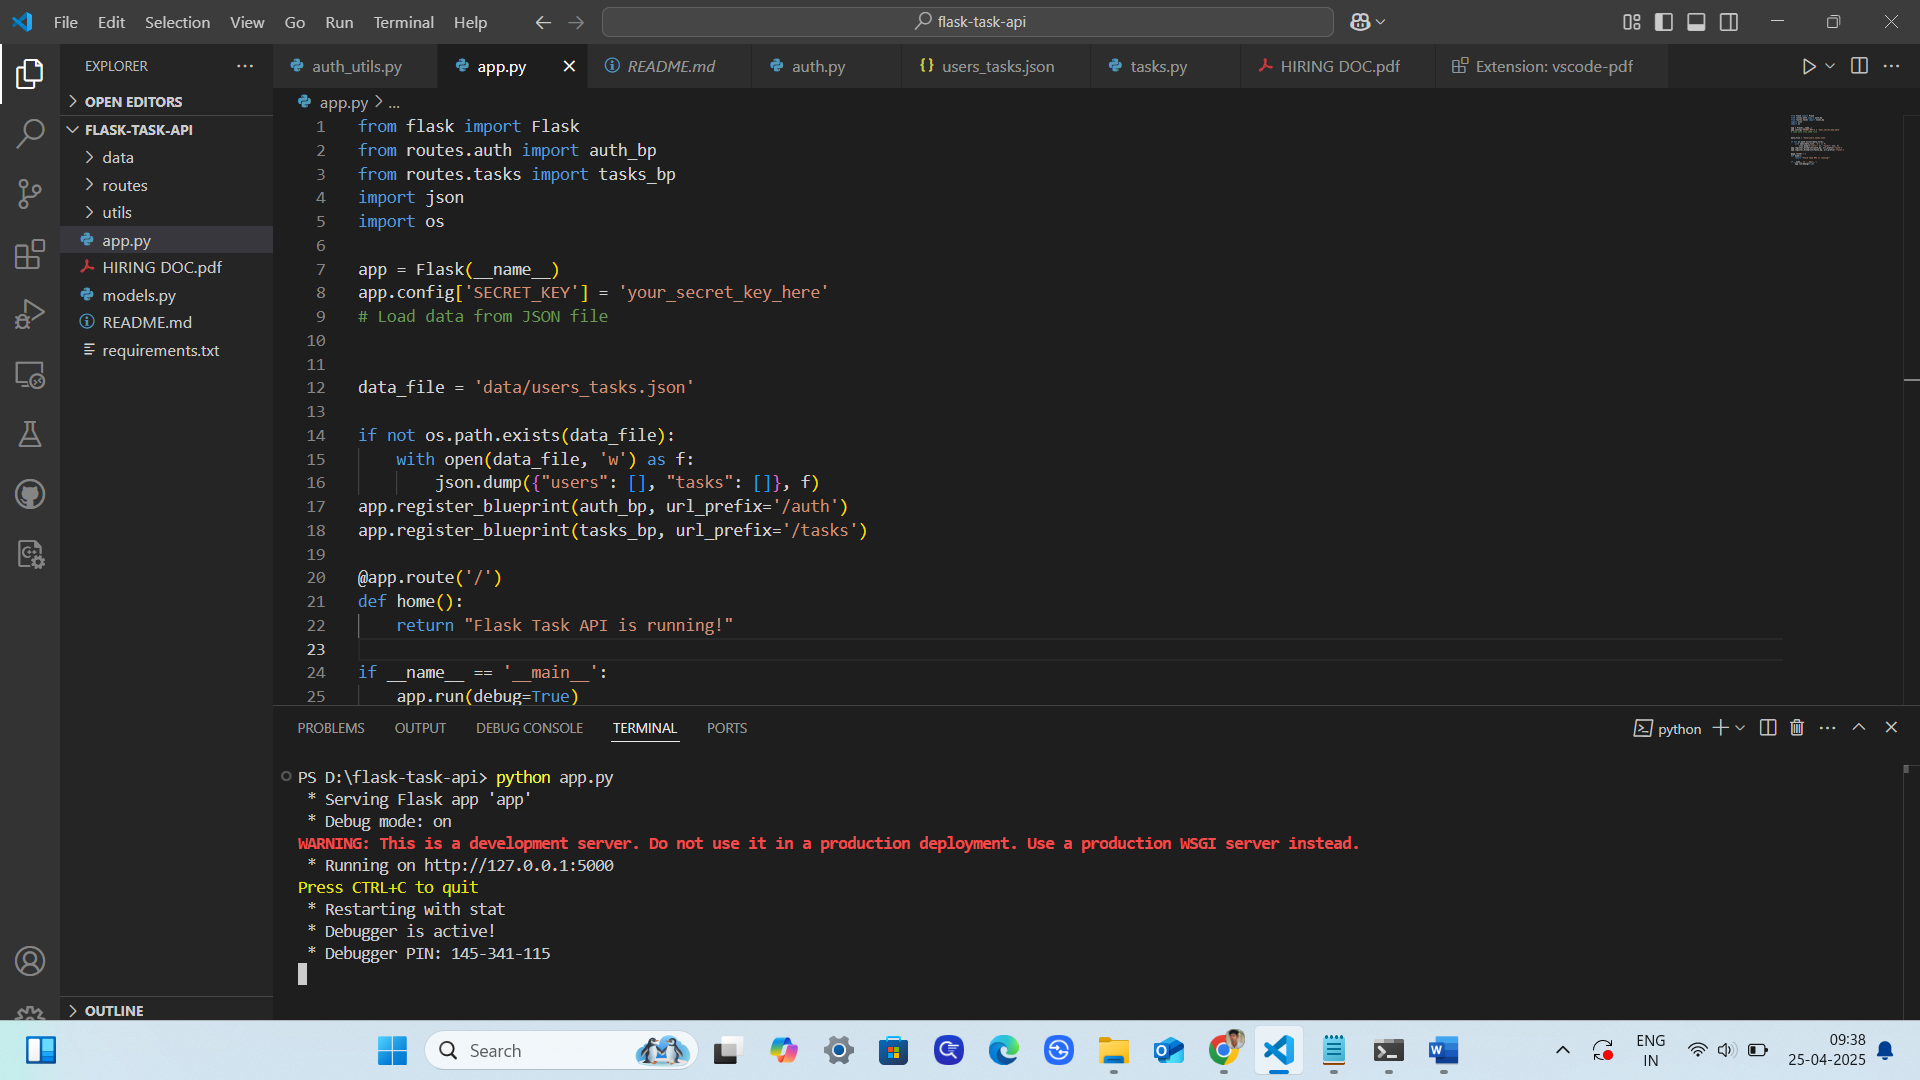 File Edit Selection View Go Run Terminal Help
flask-task-api
EXPLORER
OPEN EDITORS
FLASK-TASK-API
data
routes
utils
app.py
HIRING DOC.pdf
models.py
README.md
requirements.txt
OUTLINE
auth_utils.py app.py README.md auth.py users_tasks.json tasks.py HIRING DOC.pdf Extension: vscode-pdf
app.py > ...
1 from flask import Flask
2 from routes.auth import auth_bp
3 from routes.tasks import tasks_bp
4 import json
5 import os
6
7 app = Flask(__name__)
8 app.config['SECRET_KEY'] = 'your_secret_key_here'
9 # Load data from JSON file
10
11
12 data_file = 'data/users_tasks.json'
13
14 if not os.path.exists(data_file):
15 with open(data_file, 'w') as f:
16 json.dump({"users": [], "tasks": []}, f)
17 app.register_blueprint(auth_bp, url_prefix='/auth')
18 app.register_blueprint(tasks_bp, url_prefix='/tasks')
19
20 @app.route('/')
21 def home():
22 return "Flask Task API is running!"
23
24 if __name__ == '__main__':
25 app.run(debug=True)
PROBLEMS OUTPUT DEBUG CONSOLE TERMINAL PORTS
python
PS D:\flask-task-api> python app.py
* Serving Flask app 'app'
* Debug mode: on
WARNING: This is a development server. Do not use it in a production deployment. Use a production WSGI server instead.
* Running on http://127.0.0.1:5000
Press CTRL+C to quit
* Restarting with stat
* Debugger is active!
* Debugger PIN: 145-341-115
Search
ENG
IN
09:38
25-04-2025